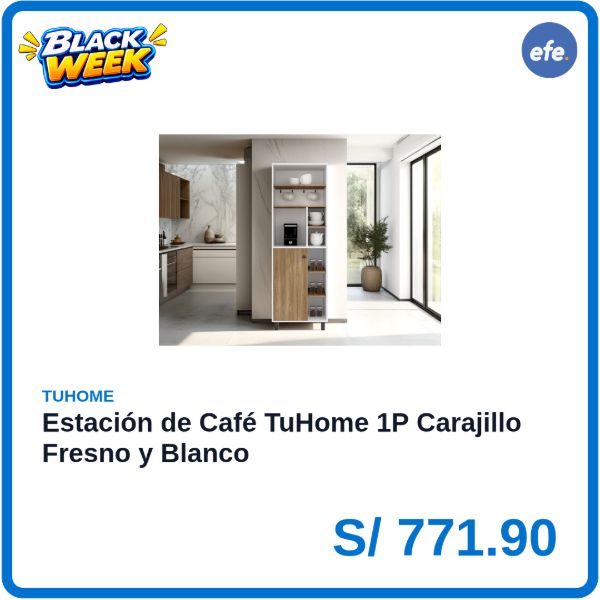 BLACK
WEEK
efe.
TUHOME
Estación de Café TuHome 1P Carajillo
Fresno y Blanco
S/ 771.90